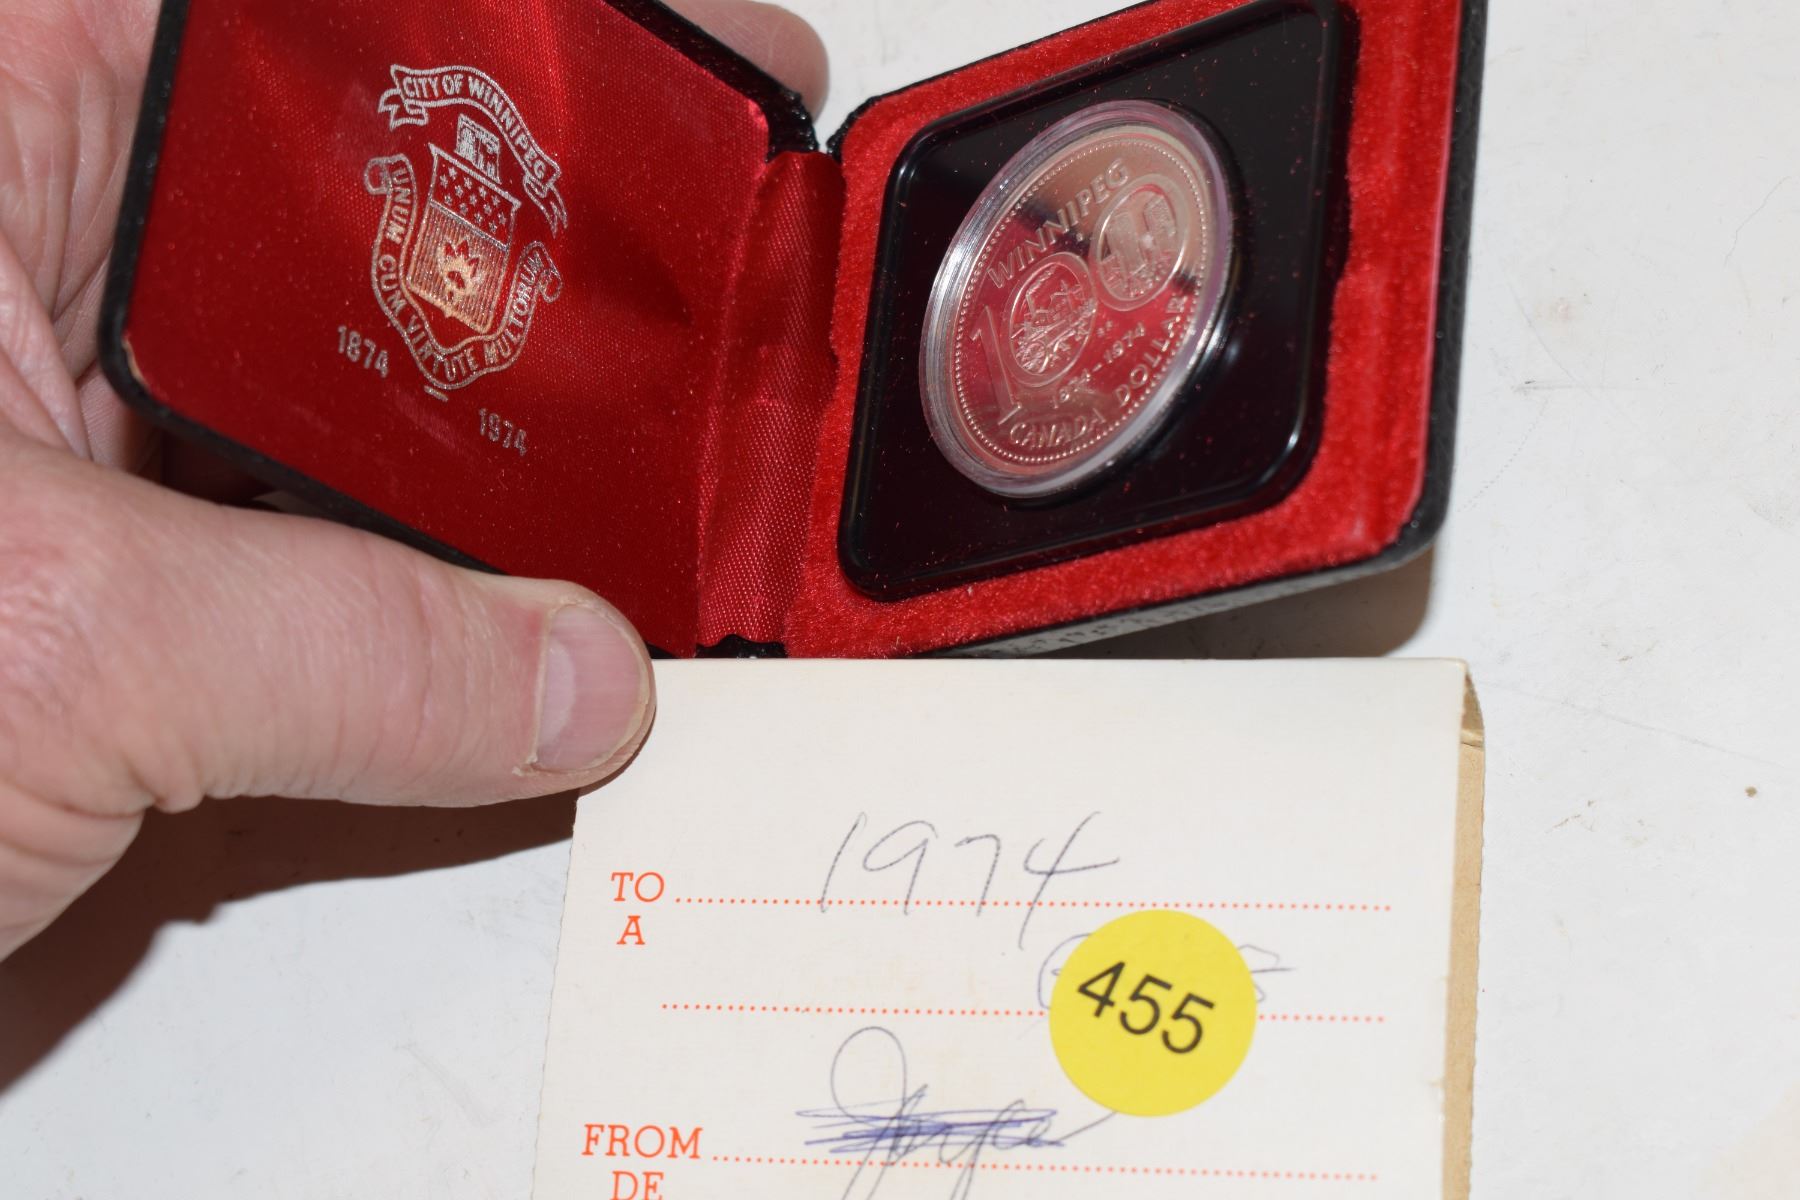 CITY OF WINNIPEG
UNUM CUM VIRTUTE MULTORUM
1874 – 1974
WINNIPEG
100
1874-1974
CANADA DOLLAR
TO 1974
A
455
FROM Joyce
DE